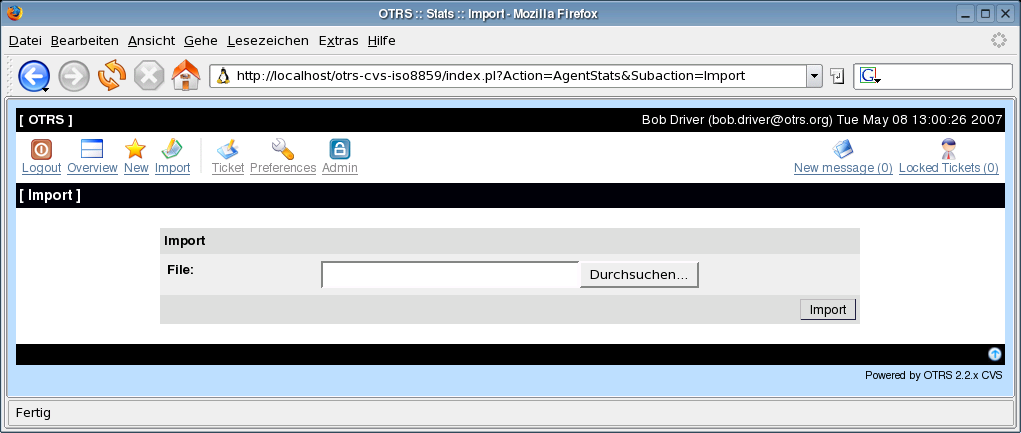 OTRS :: Stats :: Import - Mozilla Firefox
Datei Bearbeiten Ansicht Gehe Lesezeichen Extras Hilfe
http://localhost/otrs-cvs-iso8859/index.pl?Action=AgentStats&Subaction=Import G
[ OTRS ] Bob Driver (bob.driver@otrs.org) Tue May 08 13:00:26 2007
Logout Overview New Import Ticket Preferences Admin New message (0) Locked Tickets (0)
[ Import ]
Import
File: Durchsuchen...
Import
Powered by OTRS 2.2.x CVS
Fertig